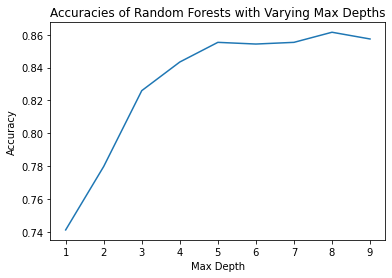 Accuracies of Random Forests with Varying Max Depths
0.86
0.84
0.82
0.80
0.78
0.76
0.74
Accuracy
1 2 3 4 5 6 7 8 9
Max Depth